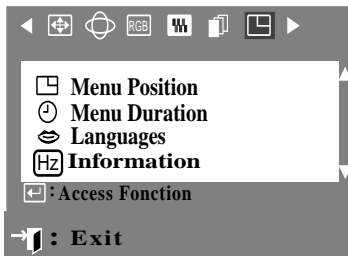 RGB
Menu Position
Menu Duration
Languages
Hz Information
: Access Fonction
: Exit